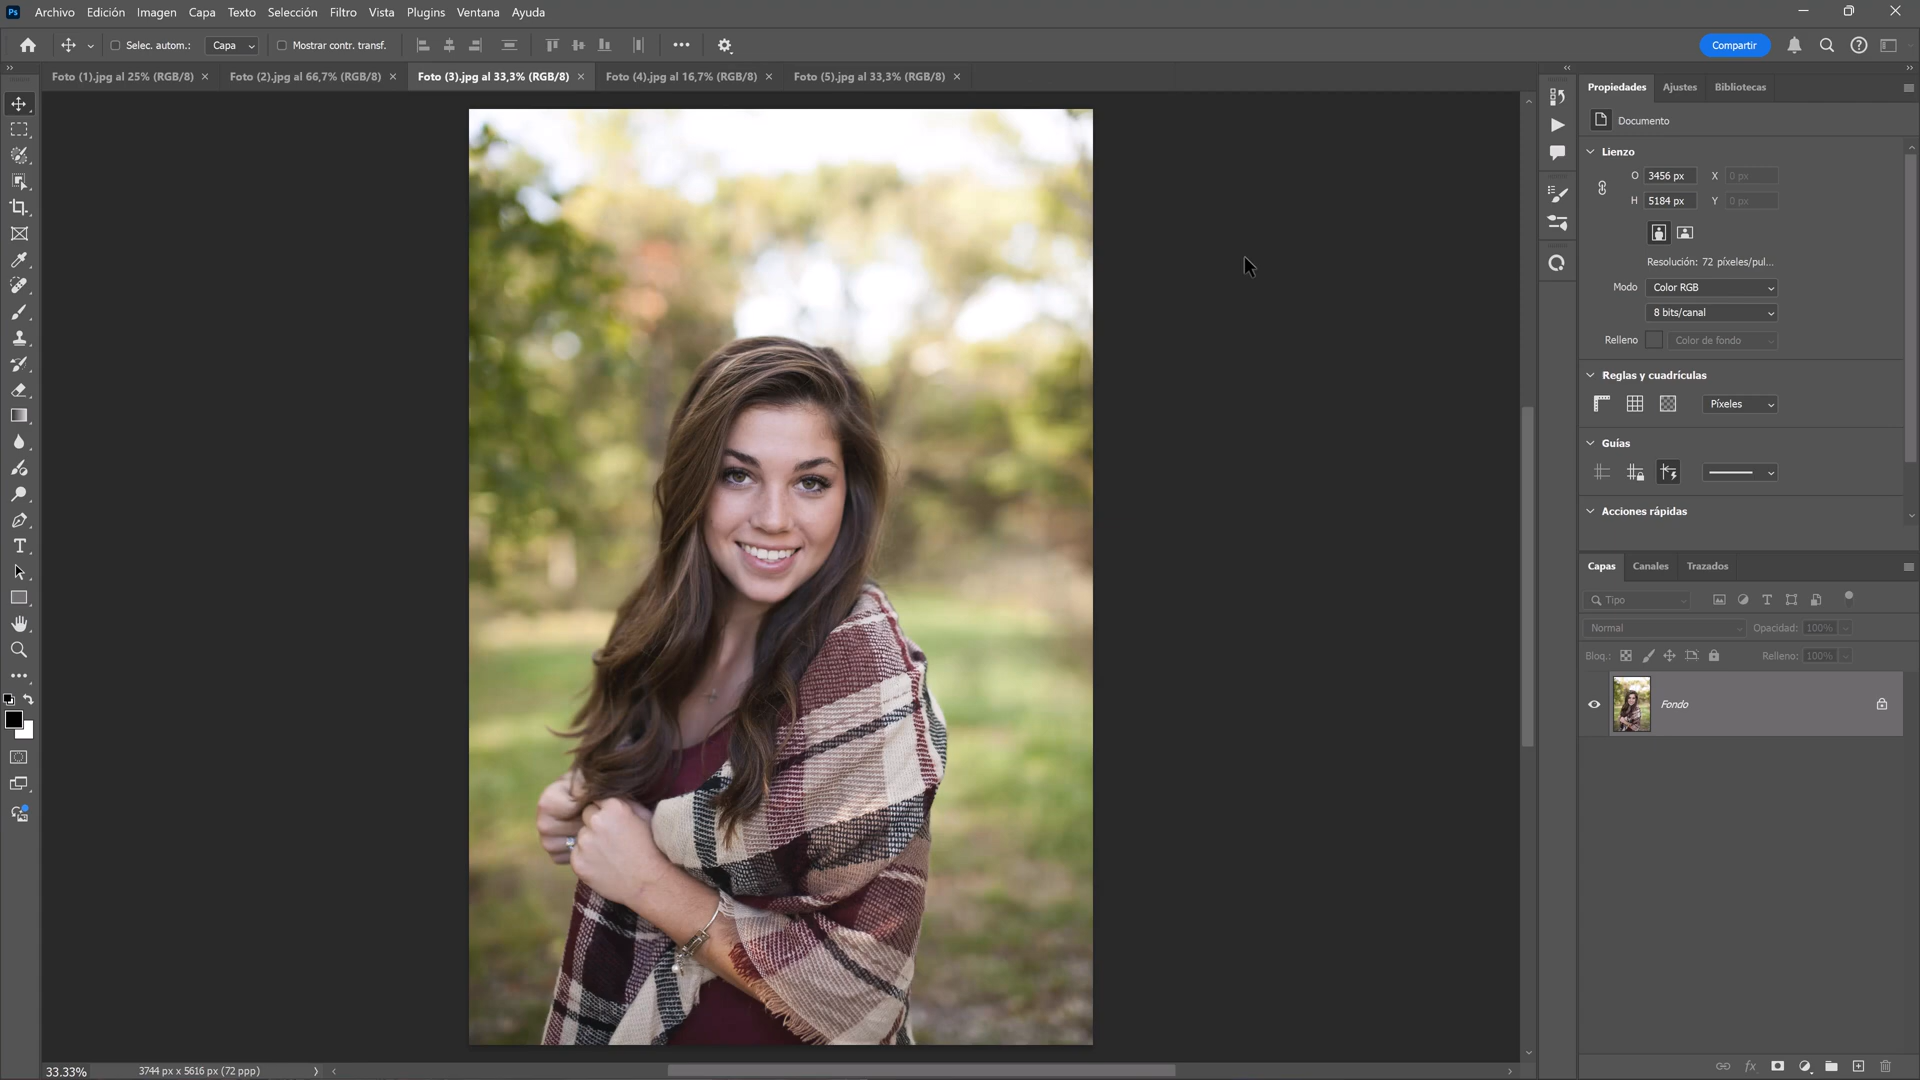 Ps Archivo Edición Imagen Capa Texto Selección Filtro Vista Plugins Ventana Ayuda
Selec. autom.: Capa Mostrar contr. transf. Compartir
Foto (1).jpg al 25% (RGB/8) Foto (2).jpg al 66,7% (RGB/8) Foto (3).jpg al 33,3% (RGB/8) Foto (4).jpg al 16,7% (RGB/8) Foto (5).jpg al 33,3% (RGB/8)
Propiedades Ajustes Bibliotecas
Documento
Lienzo
O 3456 px X 0 px
H 5184 px Y 0 px
Resolución: 72 píxeles/pul...
Modo Color RGB
8 bits/canal
Relleno Color de fondo
Reglas y cuadrículas
Píxeles
Guías
Acciones rápidas
Capas Canales Trazados
Tipo
Normal Opacidad: 100%
Bloq.: Relleno: 100%
Fondo
33.33% 3744 px x 5616 px (72 ppp)